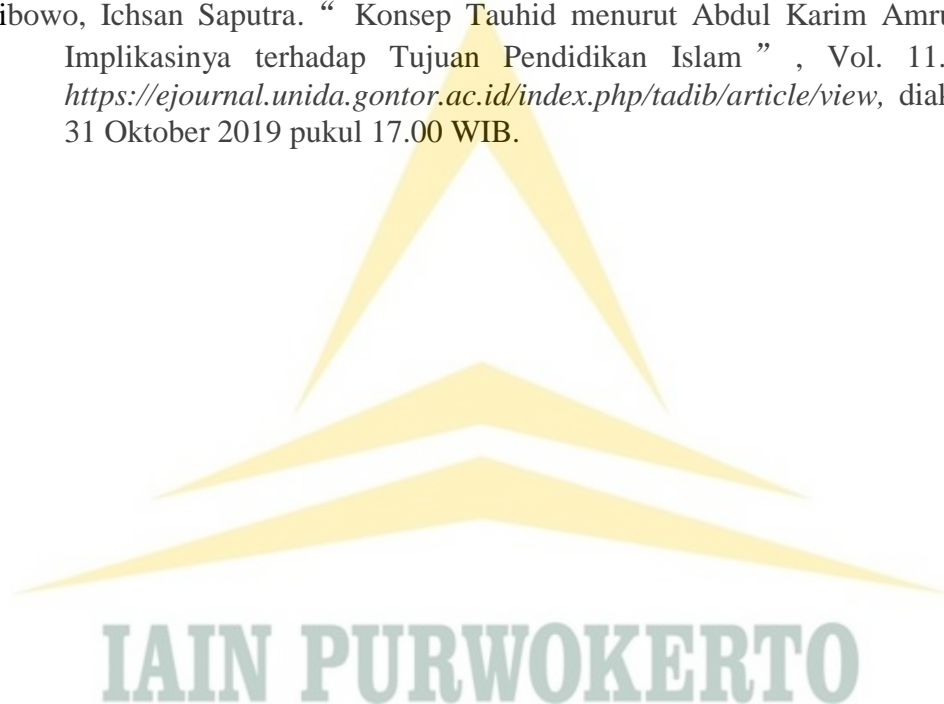 ibowo, Ichsan Saputra. “ Konsep Tauhid menurut Abdul Karim Amru
Implikasinya terhadap Tujuan Pendidikan Islam ” , Vol. 11.
https://ejournal.unida.gontor.ac.id/index.php/tadib/article/view, diak
31 Oktober 2019 pukul 17.00 WIB.
IAIN PURWOKERTO